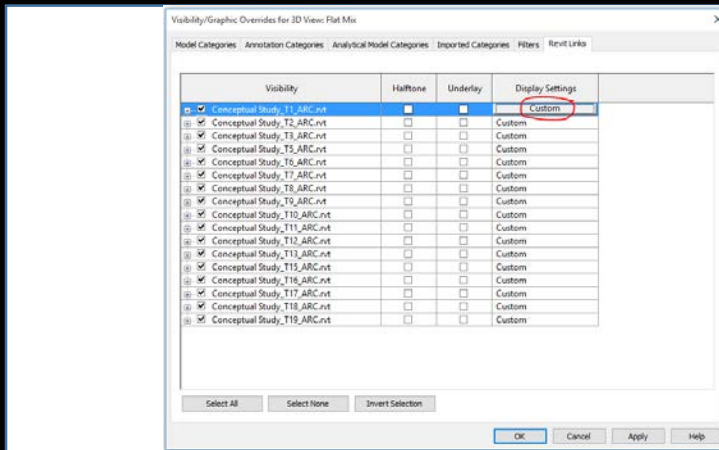 Visibility/Graphic Overrides for 3D View: Flat Mix
Model Categories Annotation Categories Analytical Model Categories Imported Categories Filters Revit Links
Visibility Halftone Underlay Display Settings
Conceptual Study_T1_ARC.rvt Custom
Conceptual Study_T2_ARC.rvt Custom
Conceptual Study_T3_ARC.rvt Custom
Conceptual Study_T5_ARC.rvt Custom
Conceptual Study_T6_ARC.rvt Custom
Conceptual Study_T7_ARC.rvt Custom
Conceptual Study_T8_ARC.rvt Custom
Conceptual Study_T9_ARC.rvt Custom
Conceptual Study_T10_ARC.rvt Custom
Conceptual Study_T11_ARC.rvt Custom
Conceptual Study_T12_ARC.rvt Custom
Conceptual Study_T13_ARC.rvt Custom
Conceptual Study_T15_ARC.rvt Custom
Conceptual Study_T16_ARC.rvt Custom
Conceptual Study_T17_ARC.rvt Custom
Conceptual Study_T18_ARC.rvt Custom
Conceptual Study_T19_ARC.rvt Custom
Select All Select None Invert Selection
OK Cancel Apply Help